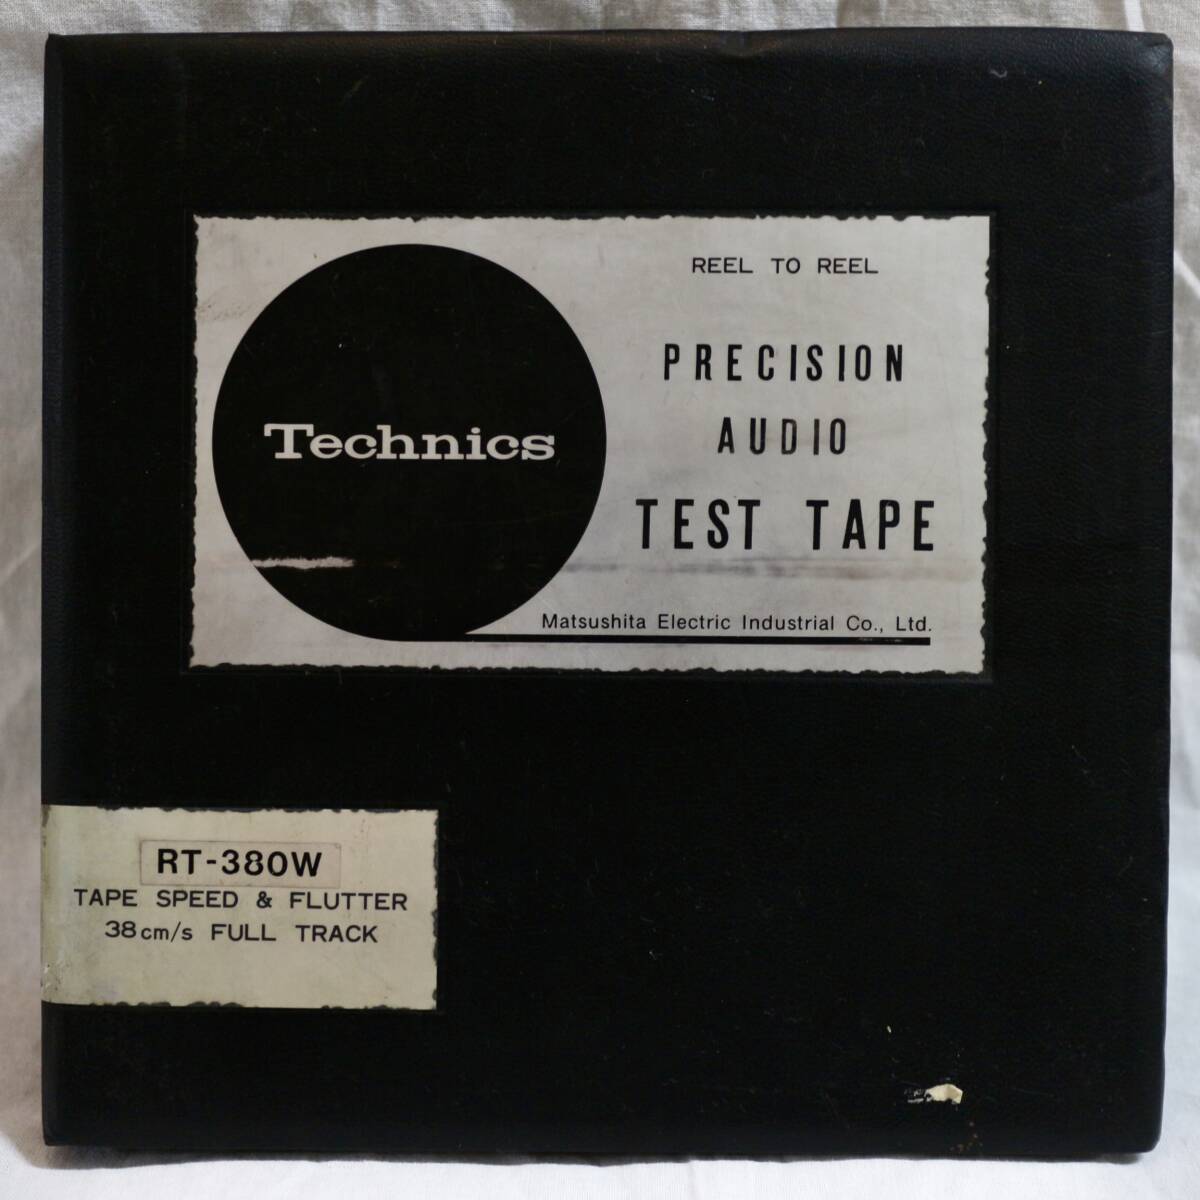 Technics
REEL TO REEL
PRECISION
AUDIO
TEST TAPE
Matsushita Electric Industrial Co., Ltd.
RT-380W
TAPE SPEED & FLUTTER
38cm/s FULL TRACK